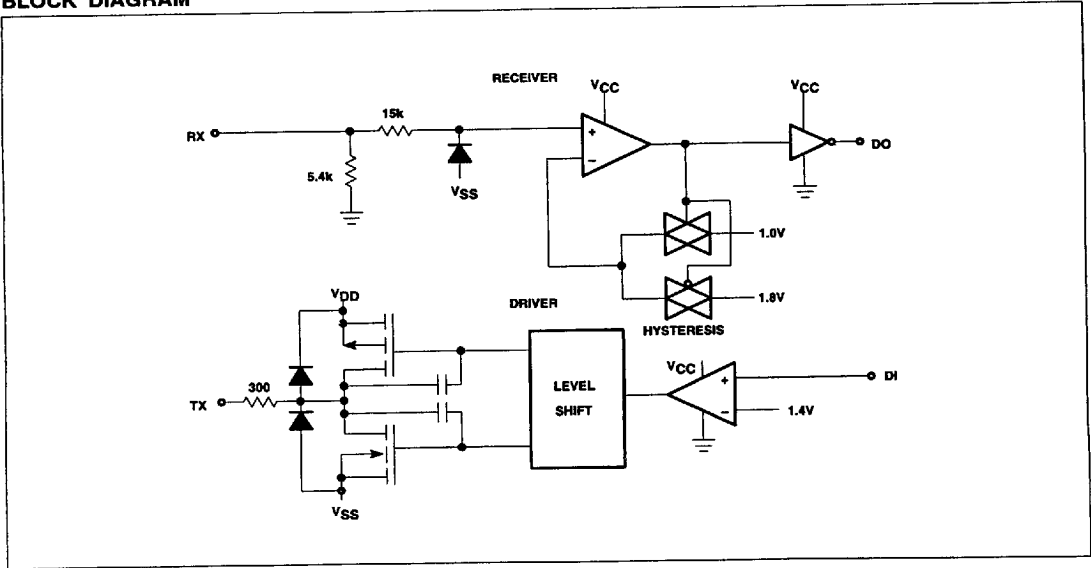 BLOCK DIAGRAM
RECEIVER
VCC
VCC
15k
RX
+
−
DO
5.4k
VSS
1.0V
1.8V
HYSTERESIS
VDD
DRIVER
300
TX
LEVEL
SHIFT
VCC
+
−
DI
1.4V
VSS